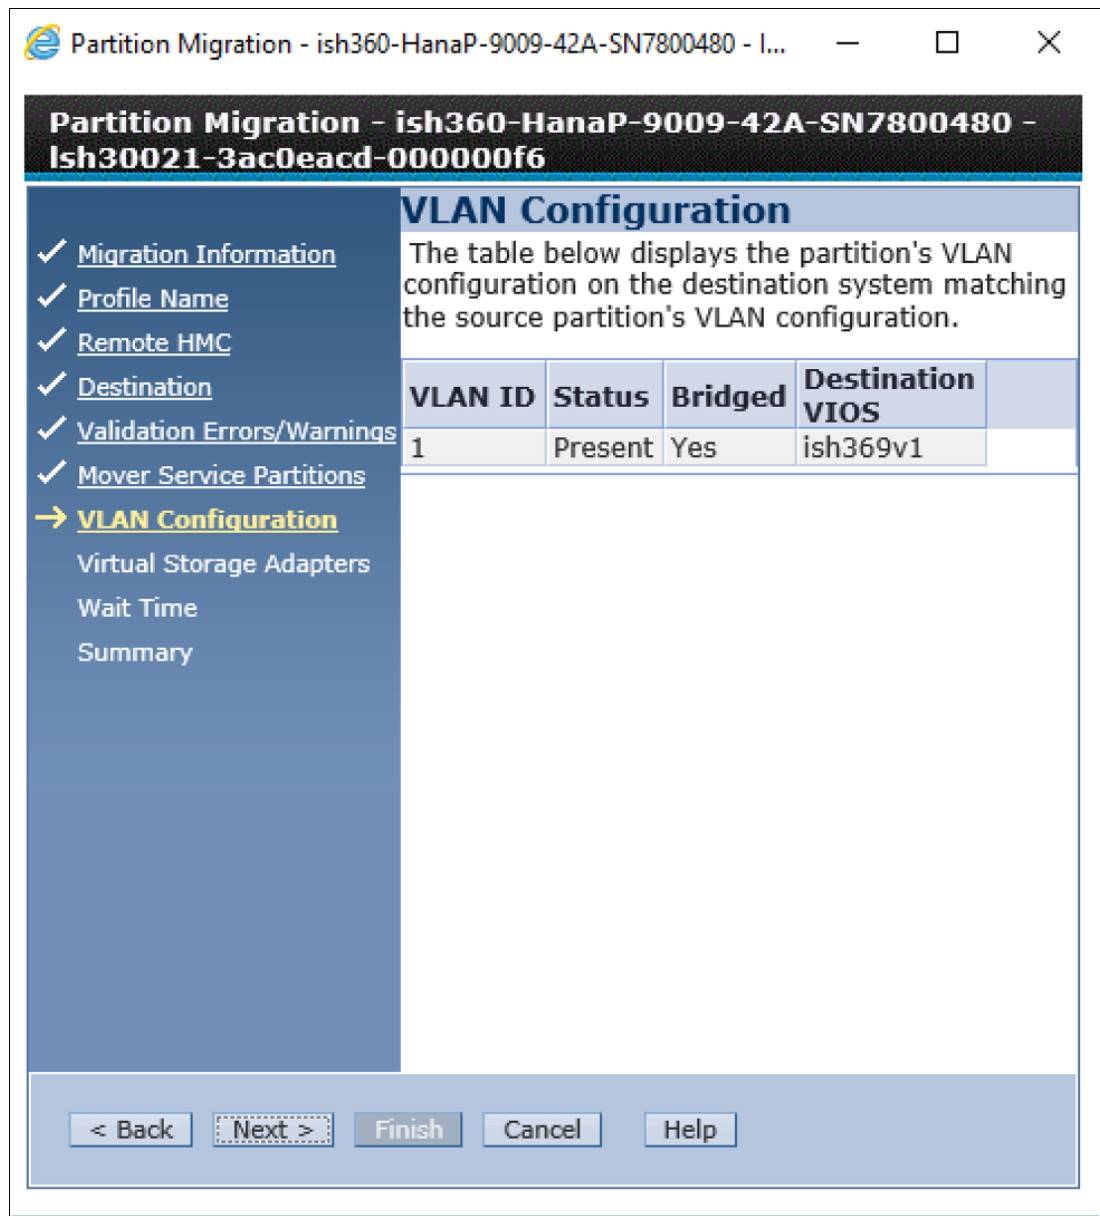 Partition Migration - ish360-HanaP-9009-42A-SN7800480 - l...
Partition Migration - ish360-HanaP-9009-42A-SN7800480 -
lsh30021-3ac0eacd-000000f6
Migration Information
Profile Name
Remote HMC
Destination
Validation Errors/Warnings
Mover Service Partitions
VLAN Configuration
Virtual Storage Adapters
Wait Time
Summary
VLAN Configuration
The table below displays the partition's VLAN
configuration on the destination system matching
the source partition's VLAN configuration.
VLAN ID Status Bridged Destination VIOS
1 Present Yes ish369v1
< Back Next > Finish Cancel Help